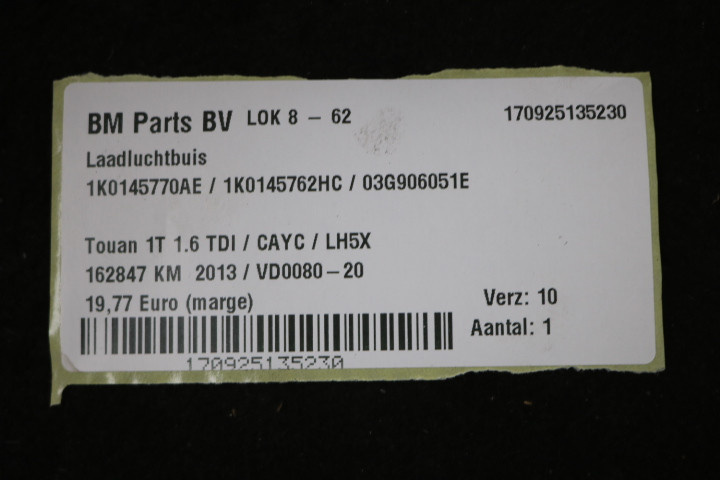 BM Parts BV LOK 8 - 62 170925135230
Laadluchtbuis
1K0145770AE / 1K0145762HC / 03G906051E
Touan 1T 1.6 TDI / CAYC / LH5X
162847 KM 2013 / VD0080-20
19,77 Euro (marge) Verz: 10
Aantal: 1
170925135230